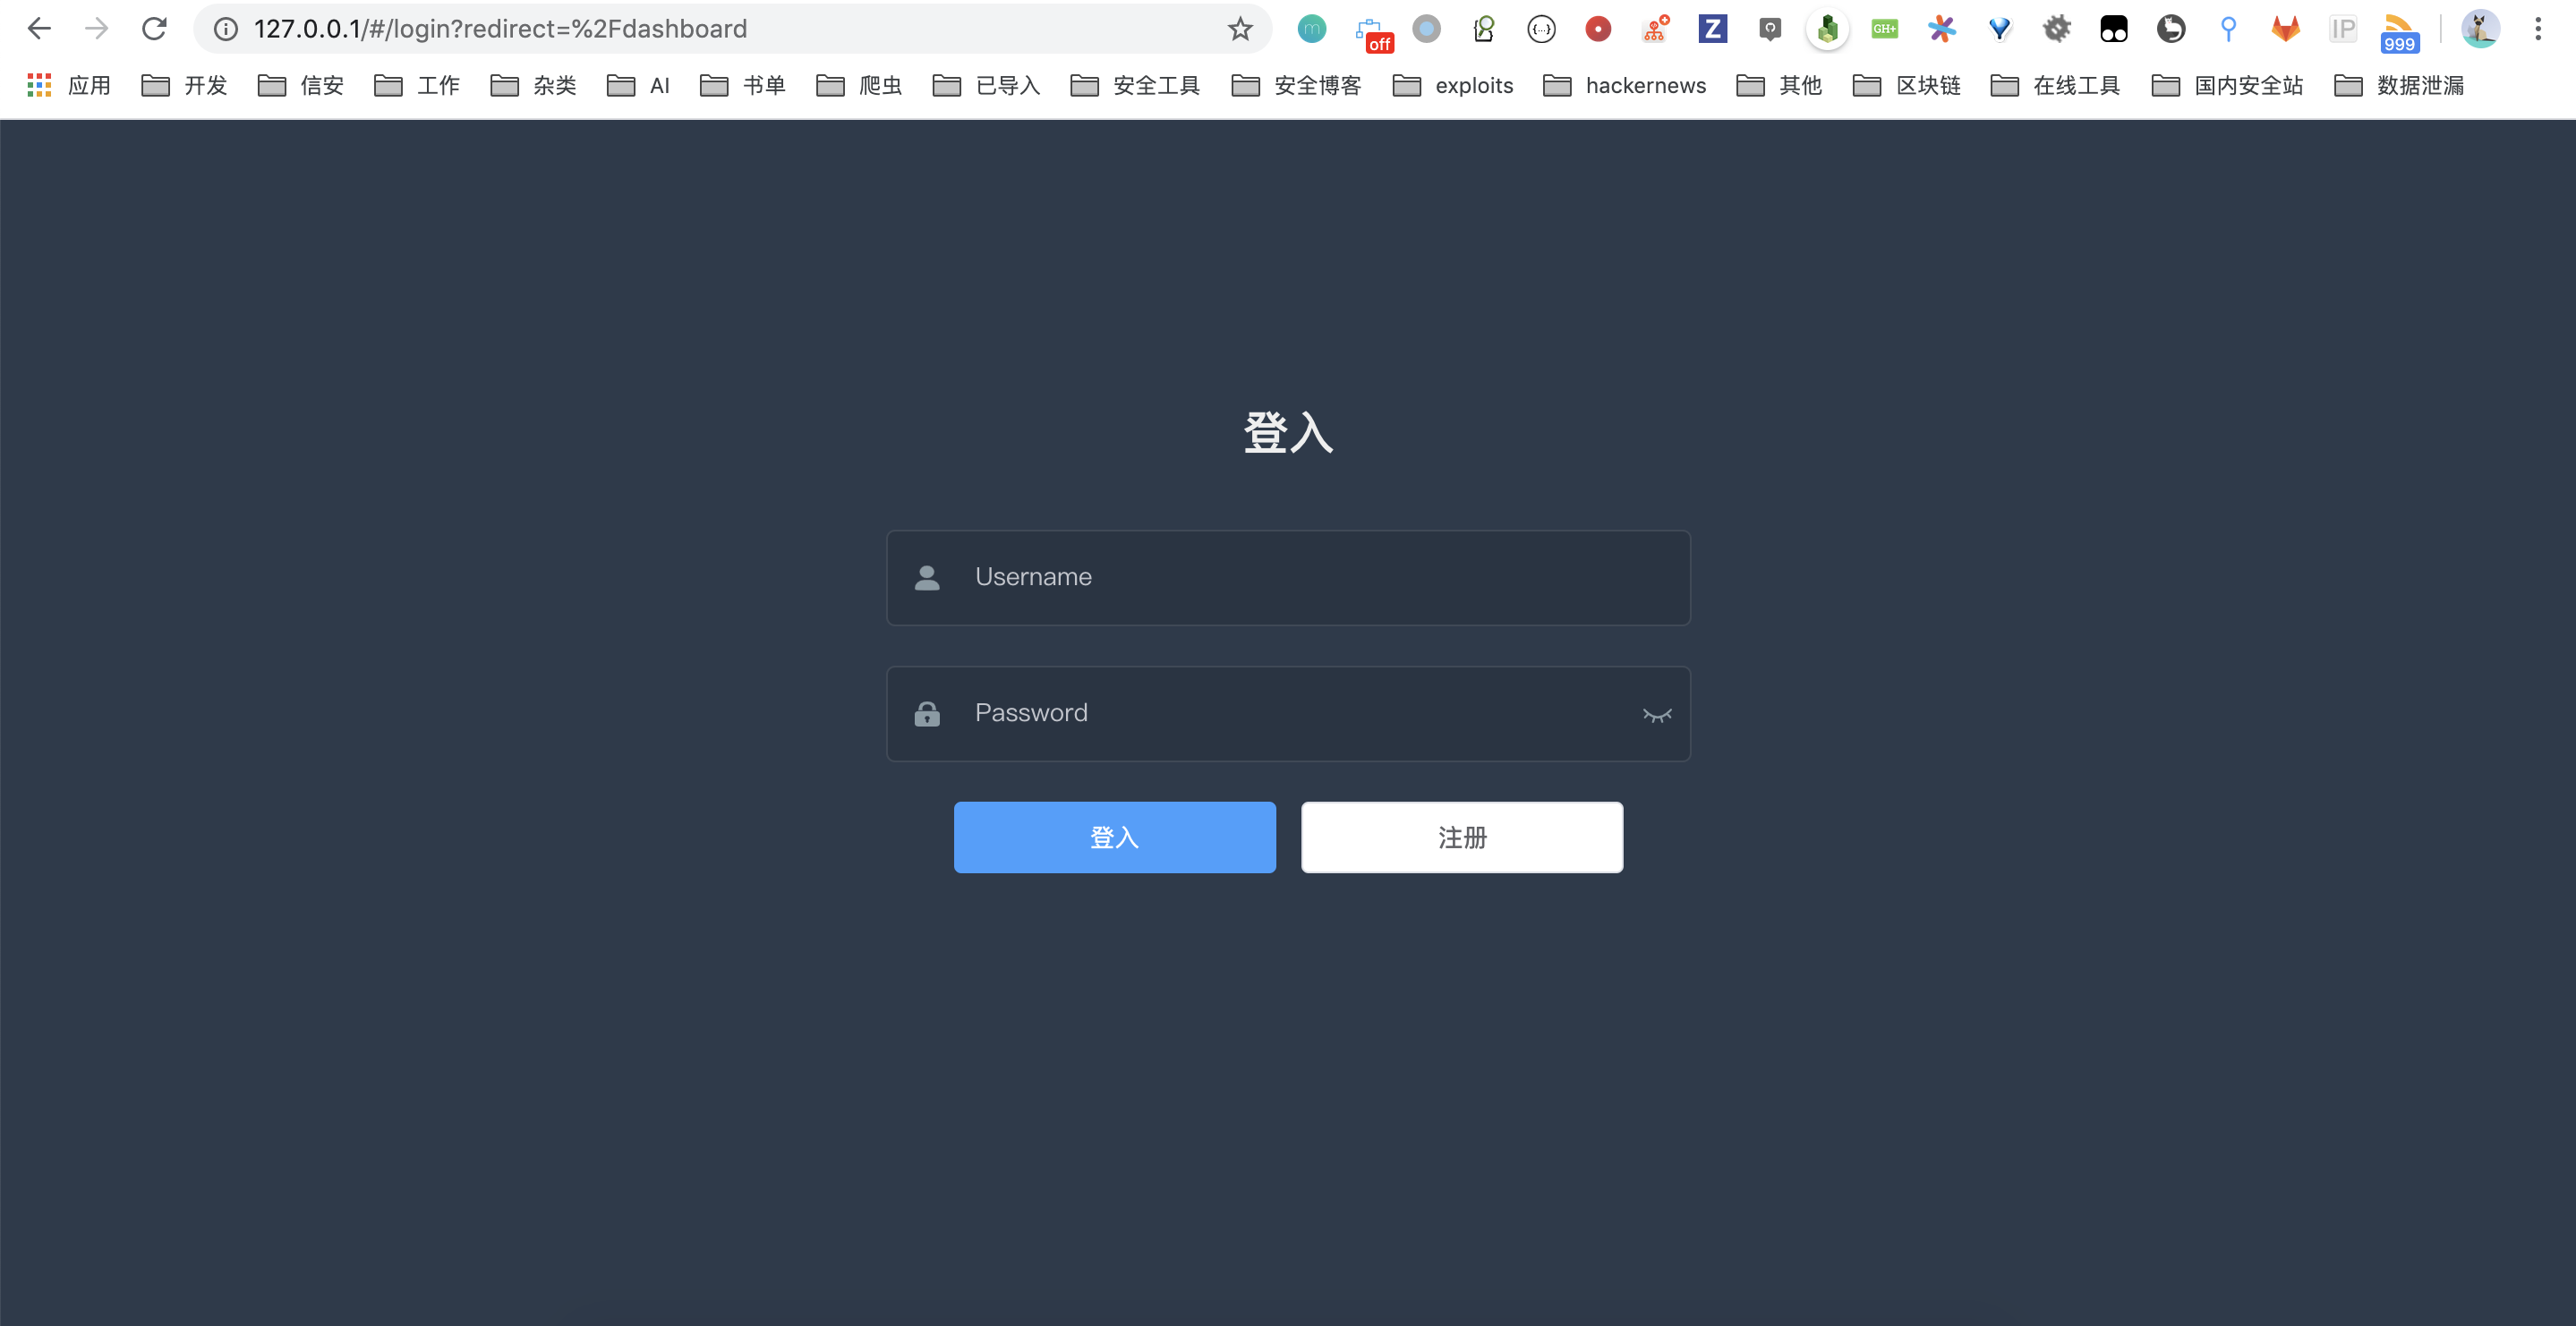 127.0.0.1/#/login?redirect=%2Fdashboard
m off {···} Z GH+ IP 999
应用 开发 信安 工作 杂类 AI 书单 爬虫 已导入 安全工具 安全博客 exploits hackernews 其他 区块链 在线工具 国内安全站 数据泄漏
登入
Username
Password
登入 注册